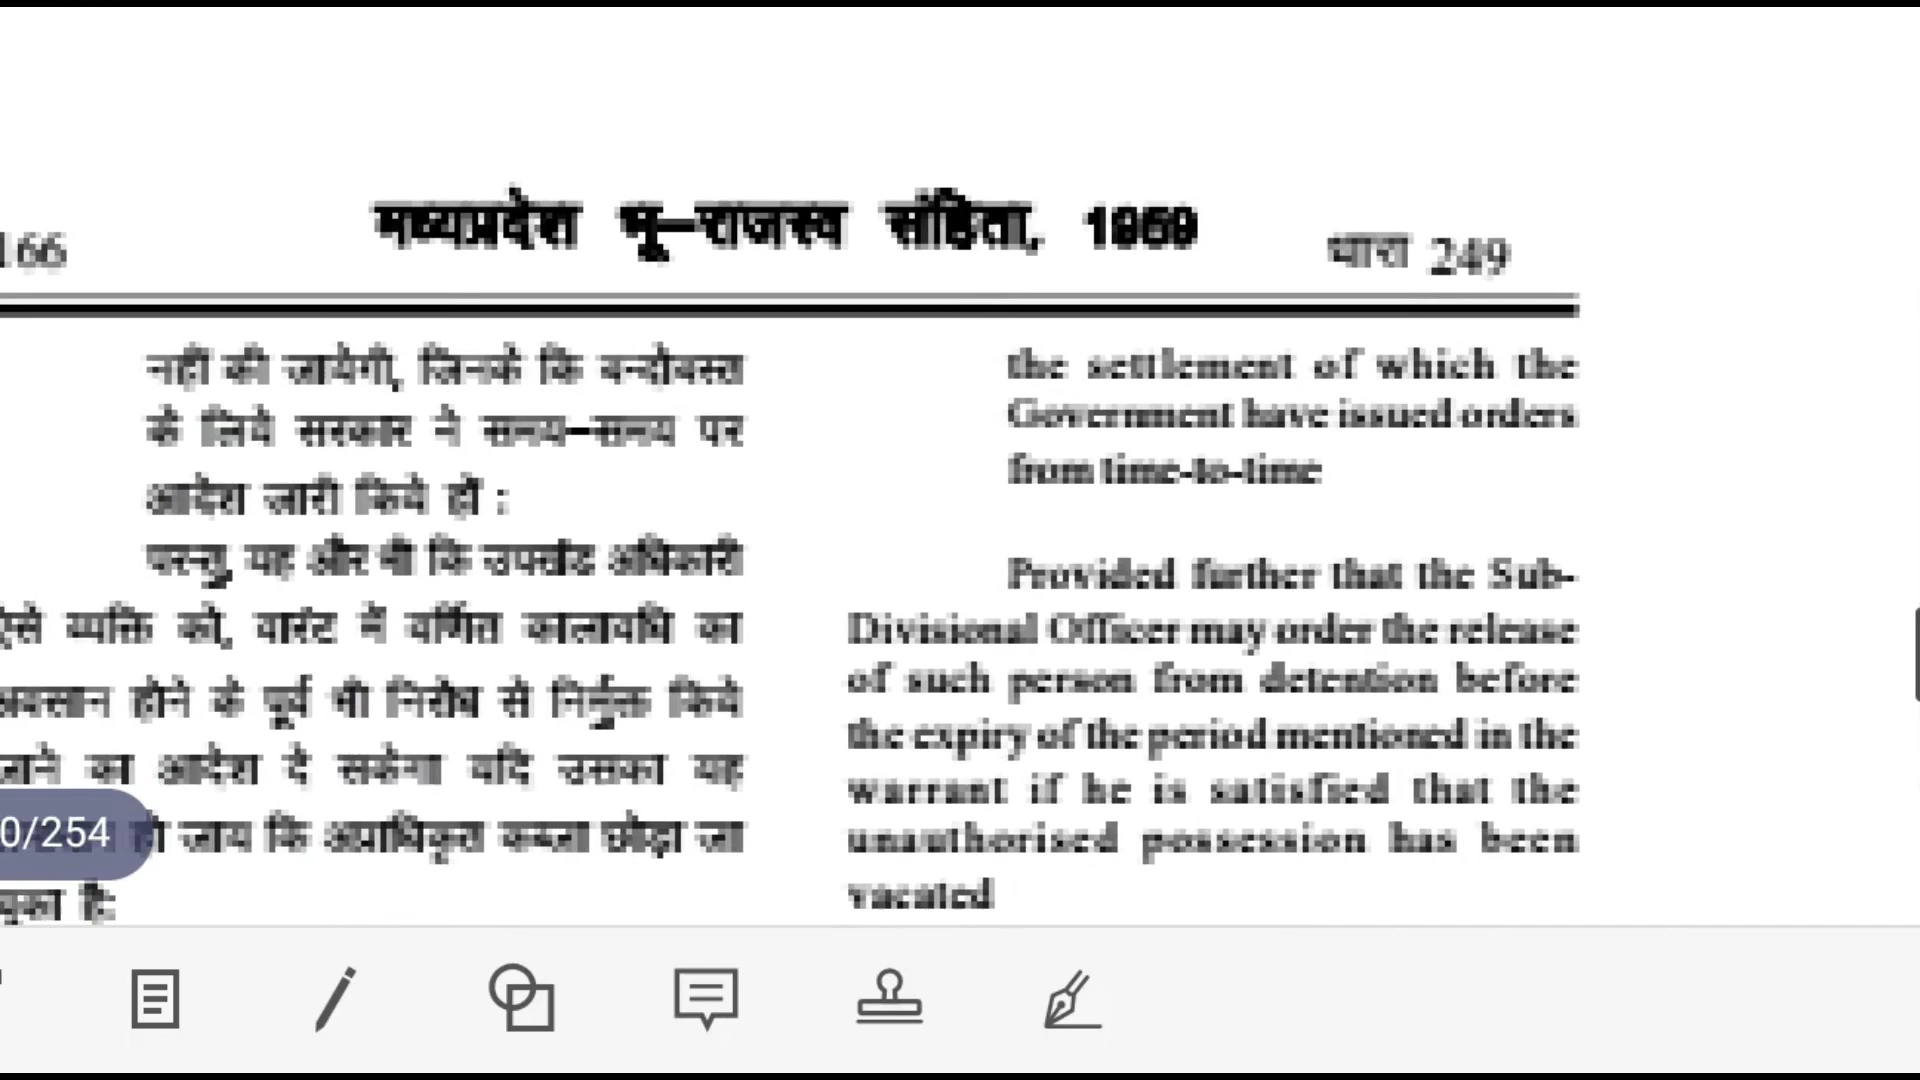 166 मध्यप्रदेश भू–राजस्व संहिता, 1959 धारा 249
नहीं की जायेगी, जिनके कि बन्दोबस्त
के लिये सरकार ने समय–समय पर
आदेश जारी किये हों :
परन्तु यह और भी कि उपखंड अधिकारी
ऐसे व्यक्ति को, वारंट में वर्णित कालावधि का
अवसान होने के पूर्व भी निरोध से निर्मुक्त किये
जाने का आदेश दे सकेगा यदि उसका यह
हो जाय कि अप्राधिकृत कब्जा छोड़ा जा
चुका है:
the settlement of which the
Government have issued orders
from time-to-time
Provided further that the Sub-
Divisional Officer may order the release
of such person from detention before
the expiry of the period mentioned in the
warrant if he is satisfied that the
unauthorised possession has been
vacated
0/254